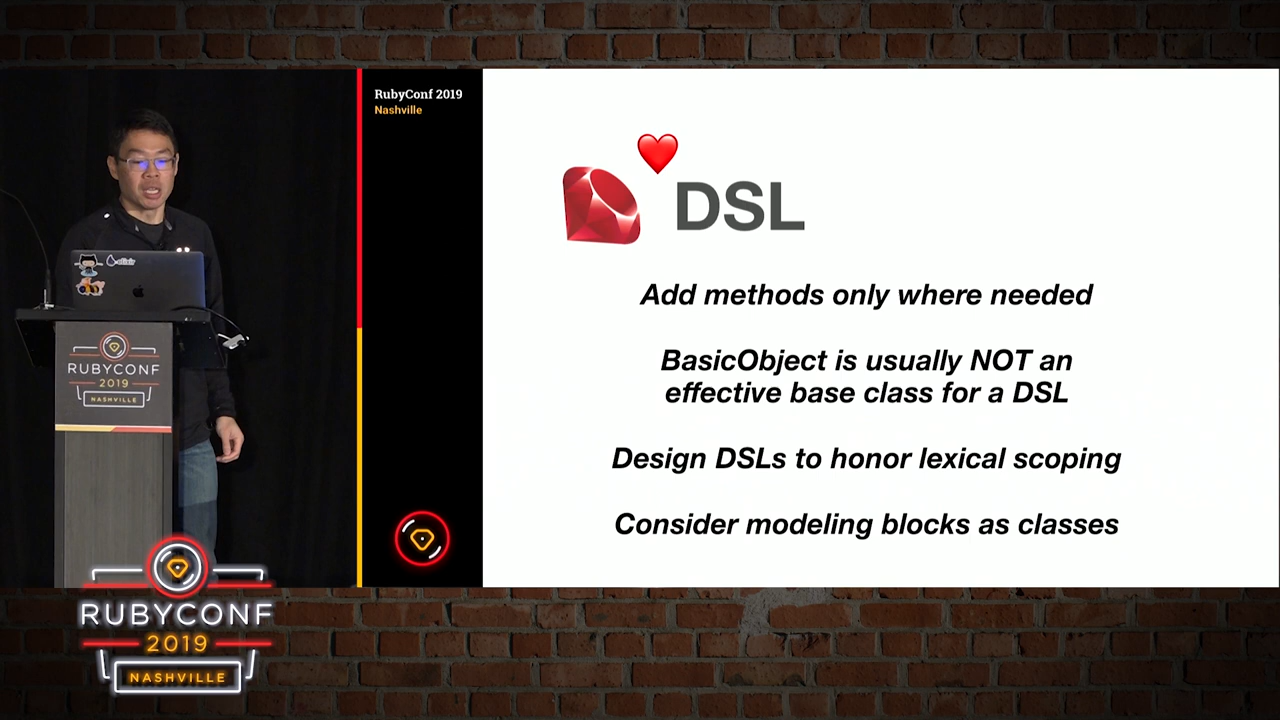 RubyConf 2019
Nashville
DSL
Add methods only where needed
BasicObject is usually NOT an
effective base class for a DSL
Design DSLs to honor lexical scoping
Consider modeling blocks as classes
elixir
RUBYCONF
2019
NASHVILLE
RUBYCONF
2019
NASHVILLE